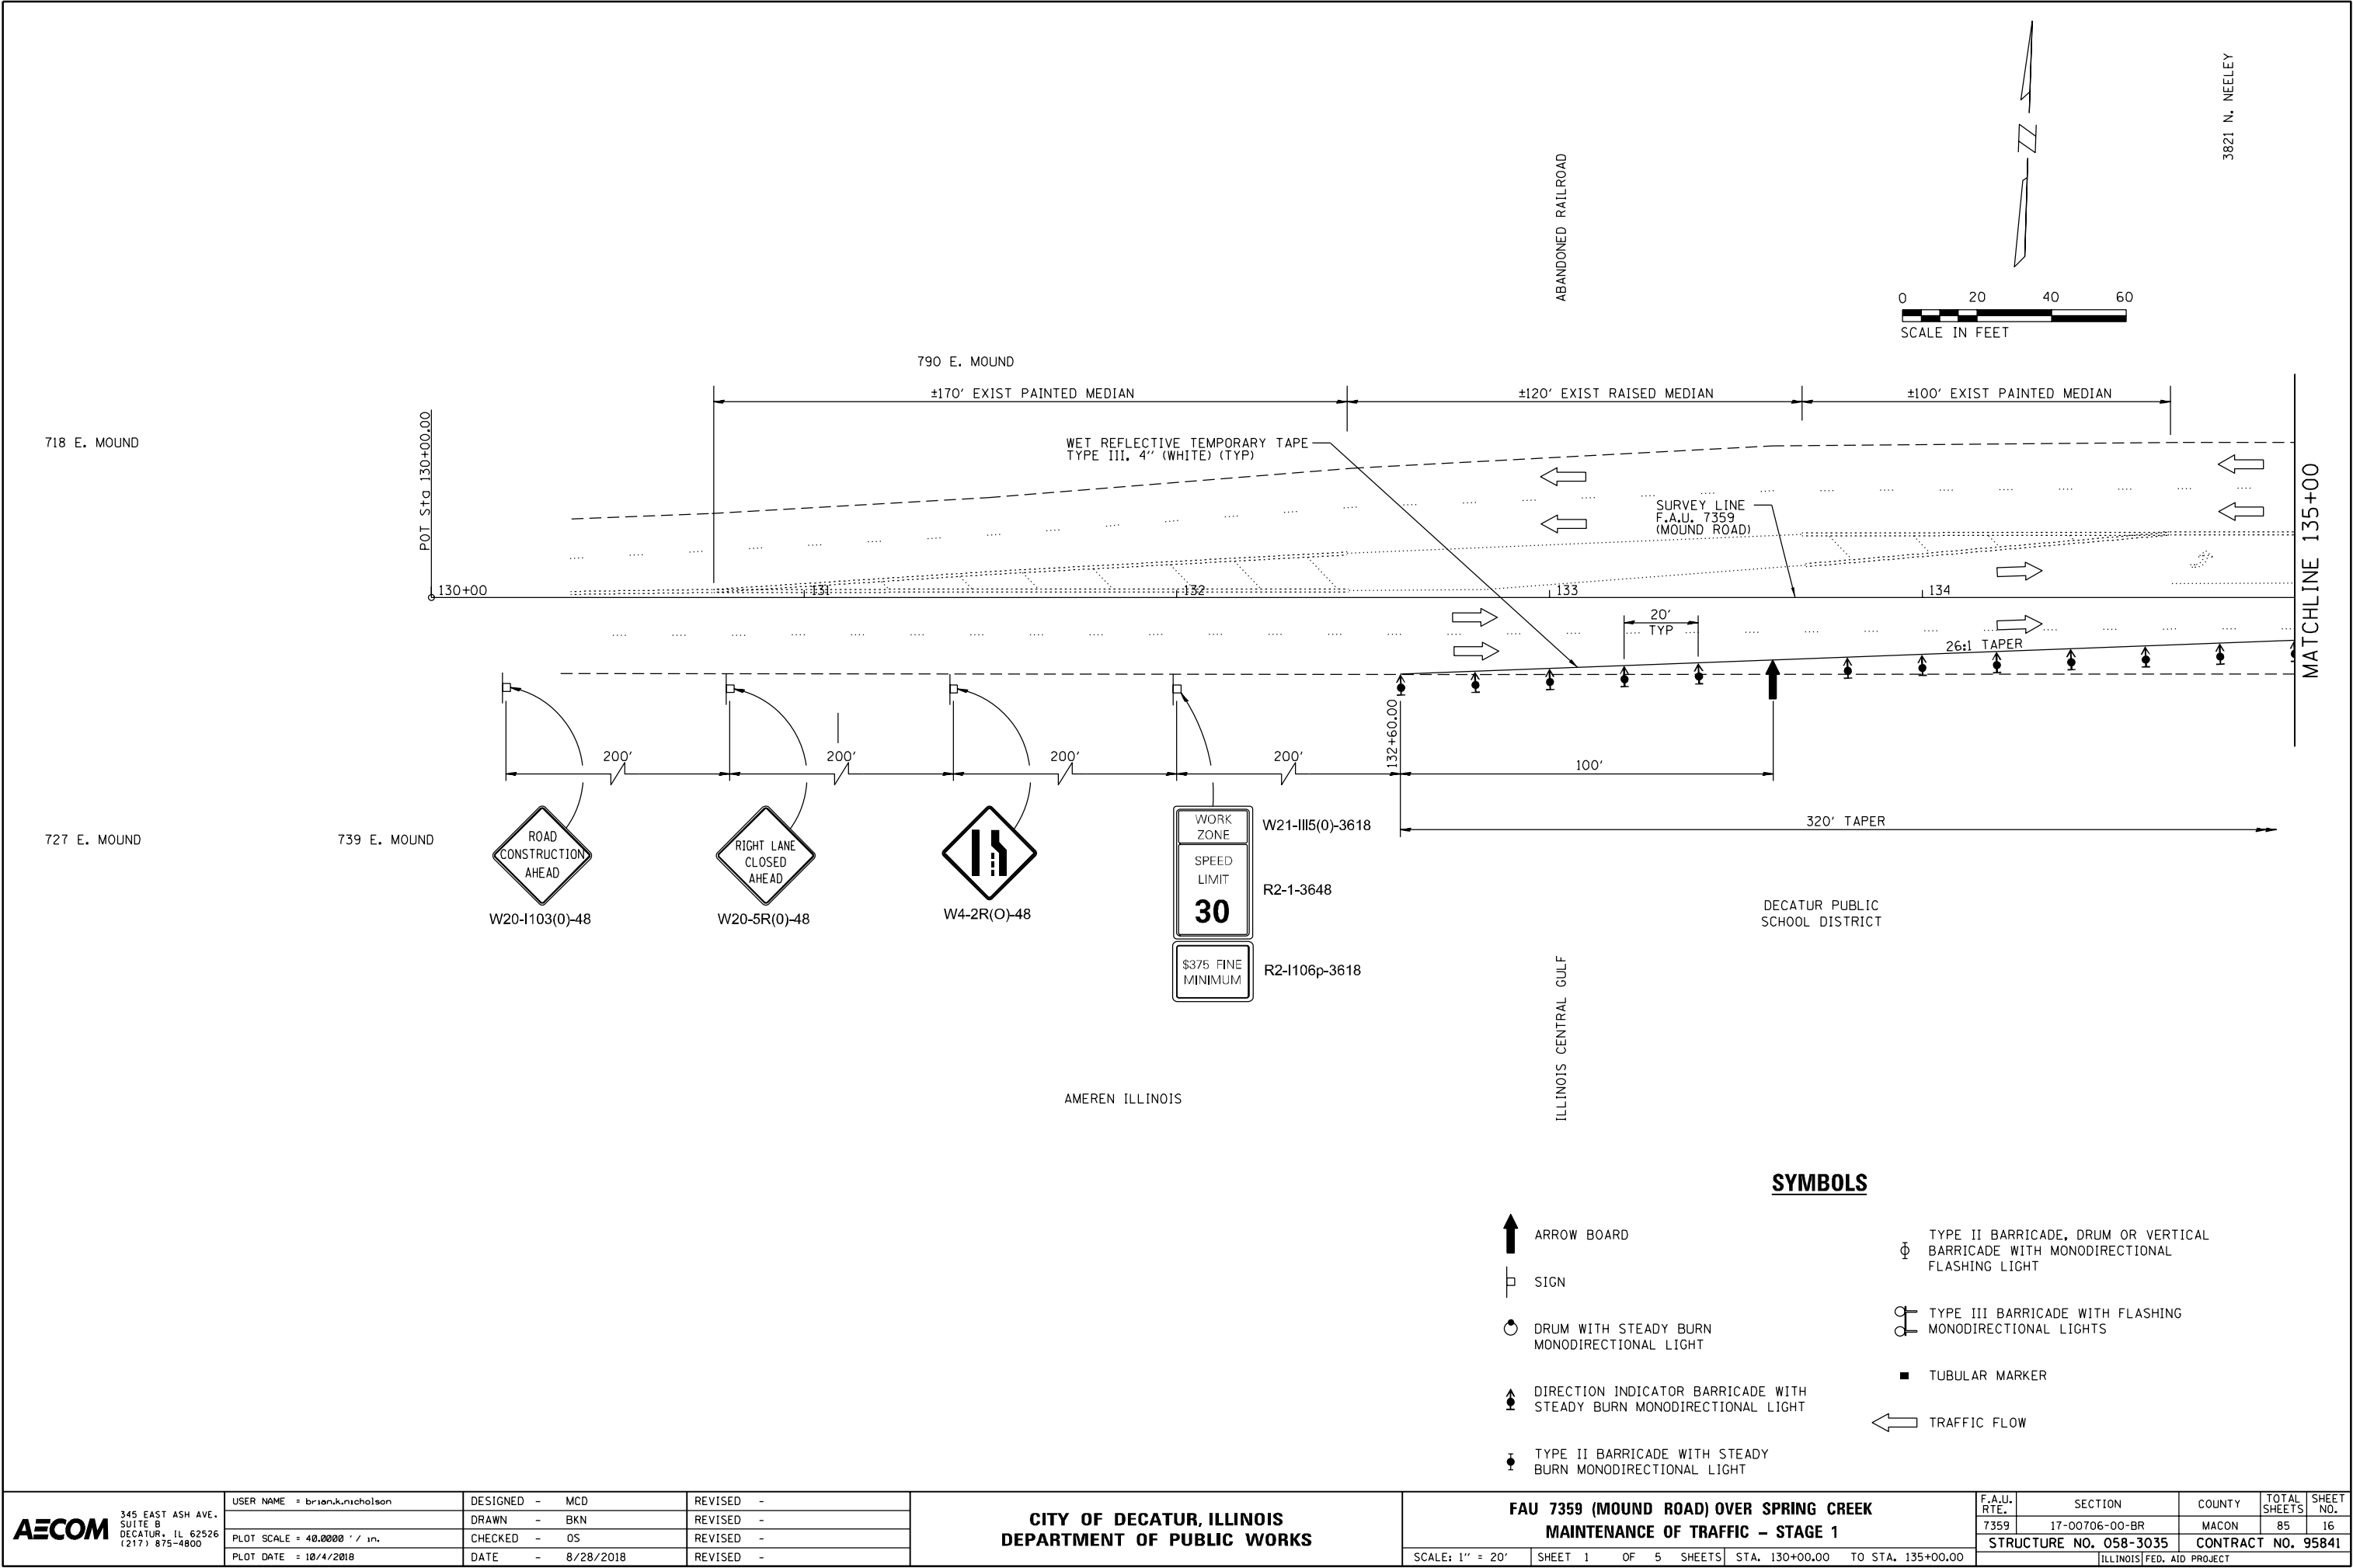 3821 N. NEELEY
ABANDONED RAILROAD
0 20 40 60
SCALE IN FEET
790 E. MOUND
±170' EXIST PAINTED MEDIAN
±120' EXIST RAISED MEDIAN
±100' EXIST PAINTED MEDIAN
718 E. MOUND
POT Sta 130+00.00
WET REFLECTIVE TEMPORARY TAPE
TYPE III, 4'' (WHITE) (TYP)
SURVEY LINE
F.A.U. 7359
(MOUND ROAD)
MATCHLINE 135+00
130+00
131
132
133
134
20'
TYP
26:1 TAPER
132+60.00
200'
200'
200'
200'
100'
320' TAPER
727 E. MOUND
739 E. MOUND
ROAD
CONSTRUCTION
AHEAD
W20-I103(0)-48
RIGHT LANE
CLOSED
AHEAD
W20-5R(0)-48
W4-2R(O)-48
WORK
ZONE
W21-III5(0)-3618
SPEED
LIMIT
30
R2-1-3648
$375 FINE
MINIMUM
R2-I106p-3618
DECATUR PUBLIC
SCHOOL DISTRICT
ILLINOIS CENTRAL GULF
AMEREN ILLINOIS
SYMBOLS
ARROW BOARD
SIGN
DRUM WITH STEADY BURN
MONODIRECTIONAL LIGHT
DIRECTION INDICATOR BARRICADE WITH
STEADY BURN MONODIRECTIONAL LIGHT
TYPE II BARRICADE WITH STEADY
BURN MONODIRECTIONAL LIGHT
TYPE II BARRICADE, DRUM OR VERTICAL
BARRICADE WITH MONODIRECTIONAL
FLASHING LIGHT
TYPE III BARRICADE WITH FLASHING
MONODIRECTIONAL LIGHTS
TUBULAR MARKER
TRAFFIC FLOW
AECOM
345 EAST ASH AVE.
SUITE B
DECATUR, IL 62526
(217) 875-4800
USER NAME = brian.k.nicholson
PLOT SCALE = 40.0000 ' / in.
PLOT DATE = 10/4/2018
DESIGNED - MCD
DRAWN - BKN
CHECKED - OS
DATE - 8/28/2018
REVISED -
REVISED -
REVISED -
REVISED -
CITY OF DECATUR, ILLINOIS
DEPARTMENT OF PUBLIC WORKS
FAU 7359 (MOUND ROAD) OVER SPRING CREEK
MAINTENANCE OF TRAFFIC – STAGE 1
SCALE: 1'' = 20' SHEET 1 OF 5 SHEETS STA. 130+00.00 TO STA. 135+00.00
F.A.U. RTE. SECTION COUNTY TOTAL SHEETS SHEET NO.
7359 17-00706-00-BR MACON 85 16
STRUCTURE NO. 058-3035 CONTRACT NO. 95841
ILLINOIS FED. AID PROJECT